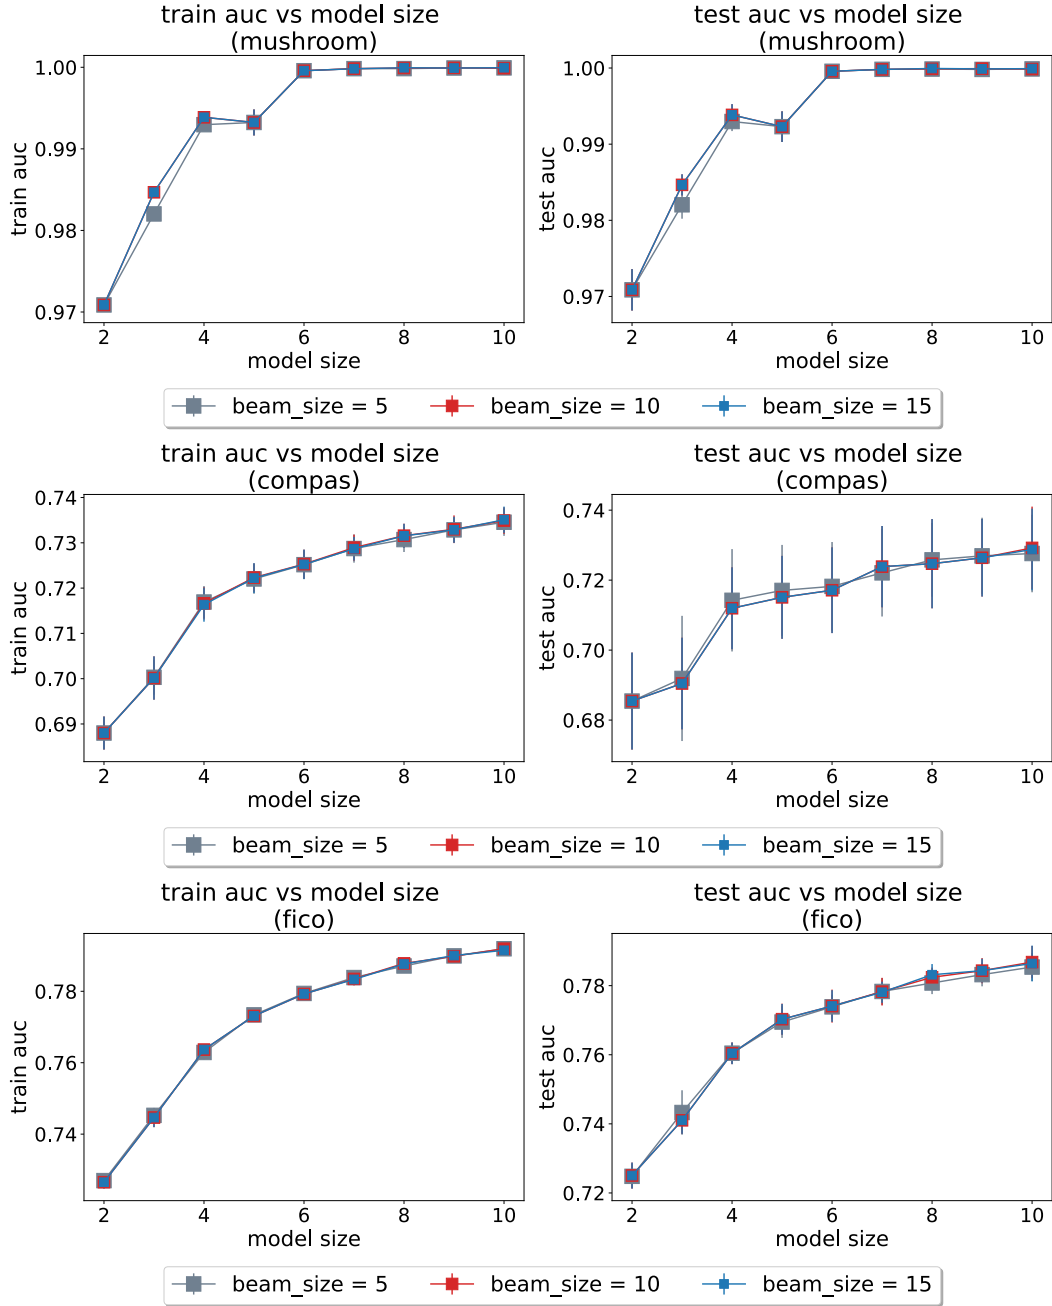 train auc vs model size
(mushroom)
test auc vs model size
(mushroom)
train auc
1.00
0.99
0.98
0.97
2 4 6 8 10
model size
test auc
1.00
0.99
0.98
0.97
2 4 6 8 10
model size
beam_size = 5 beam_size = 10 beam_size = 15
train auc vs model size
(compas)
test auc vs model size
(compas)
train auc
0.74
0.73
0.72
0.71
0.70
0.69
2 4 6 8 10
model size
test auc
0.74
0.72
0.70
0.68
2 4 6 8 10
model size
beam_size = 5 beam_size = 10 beam_size = 15
train auc vs model size
(fico)
test auc vs model size
(fico)
train auc
0.78
0.76
0.74
2 4 6 8 10
model size
test auc
0.78
0.76
0.74
0.72
2 4 6 8 10
model size
beam_size = 5 beam_size = 10 beam_size = 15